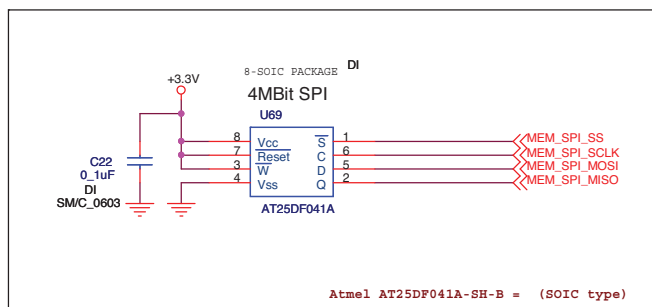 8-SOIC PACKAGE DI
+3.3V
4MBit SPI
U69
8 Vcc S 1 MEM_SPI_SS
7 Reset C 6 MEM_SPI_SCLK
3 W D 5 MEM_SPI_MOSI
4 Vss Q 2 MEM_SPI_MISO
AT25DF041A
C22
0_1uF
DI
SM/C_0603
Atmel AT25DF041A-SH-B = (SOIC type)